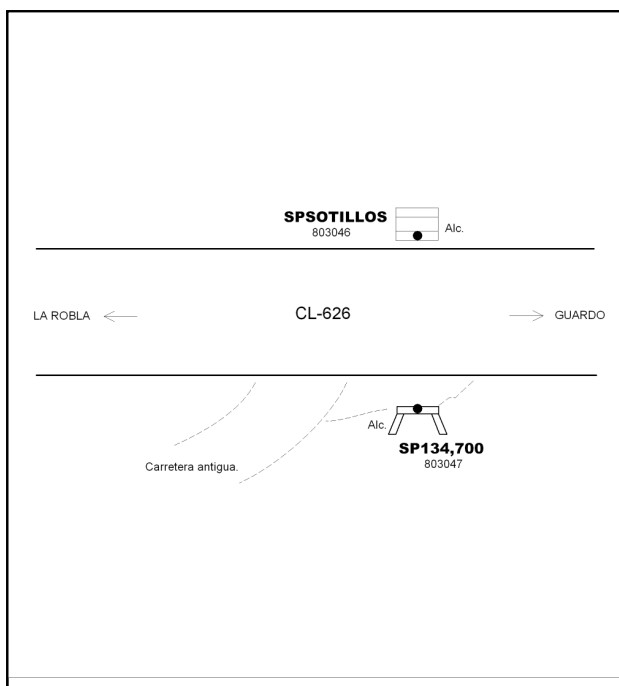 SPSOTILLOS
803046
Alc.
LA ROBLA
CL-626
GUARDO
Alc.
SP134,700
803047
Carretera antigua.